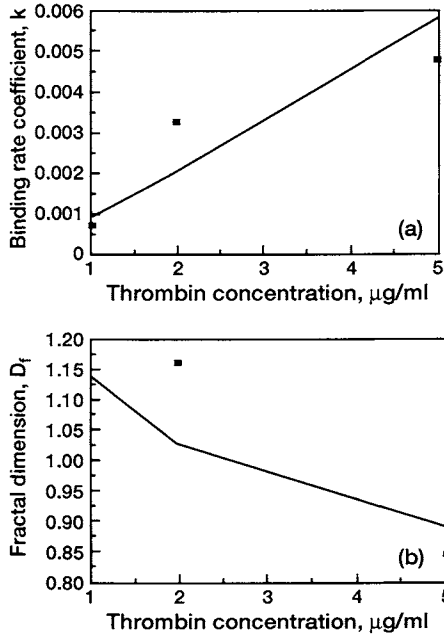 0.006
0.005
0.004
0.003
0.002
0.001
0
Binding rate coefficient, k
(a)
1 2 3 4 5
Thrombin concentration, μg/ml
1.20
1.15
1.10
1.05
1.00
0.95
0.90
0.85
0.80
Fractal dimension, Df
(b)
1 2 3 4 5
Thrombin concentration, μg/ml